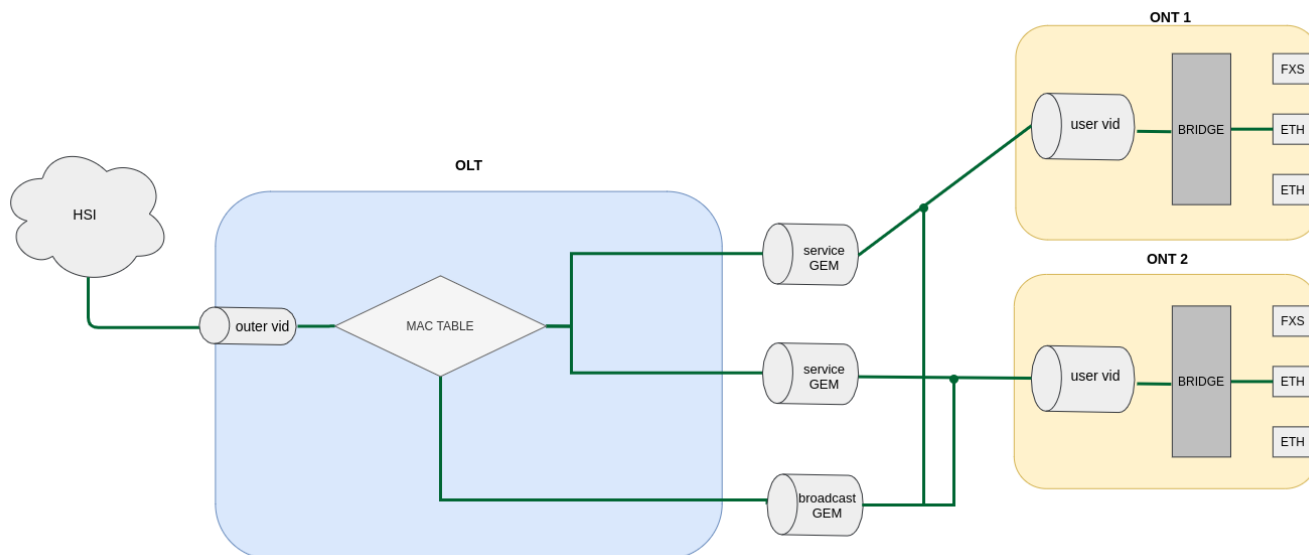 ONT 1
FXS
user vid
BRIDGE
ETH
ETH
OLT
HSI
service
GEM
ONT 2
outer vid
MAC TABLE
FXS
service
GEM
user vid
BRIDGE
ETH
ETH
broadcast
GEM